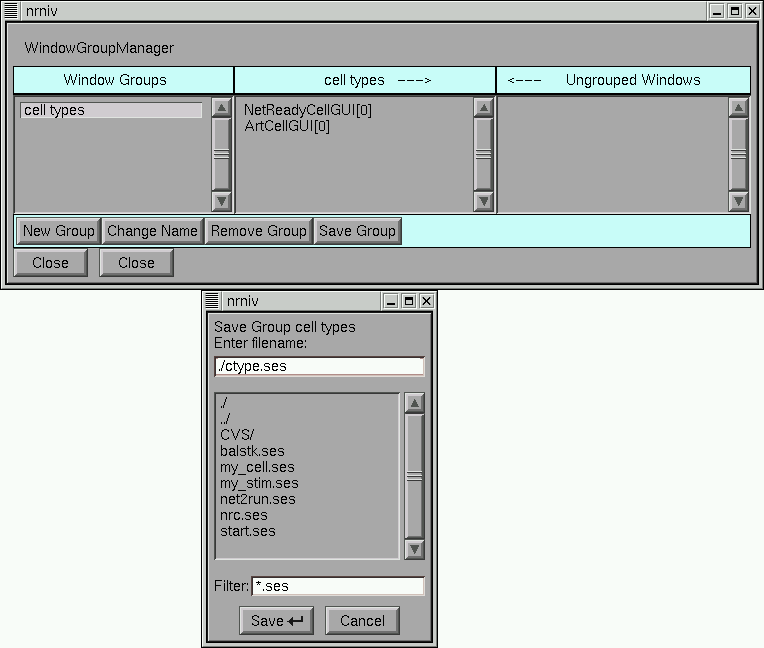 nrniv
WindowGroupManager
Window Groups
cell types --->
<--- Ungrouped Windows
cell types
NetReadyCellGUI[0]
ArtCellGUI[0]
New Group Change Name Remove Group Save Group
Close Close
nrniv
Save Group cell types
Enter filename:
./ctype.ses
./
../
CVS/
balstk.ses
my_cell.ses
my_stim.ses
net2run.ses
nrc.ses
start.ses
Filter: *.ses
Save Cancel